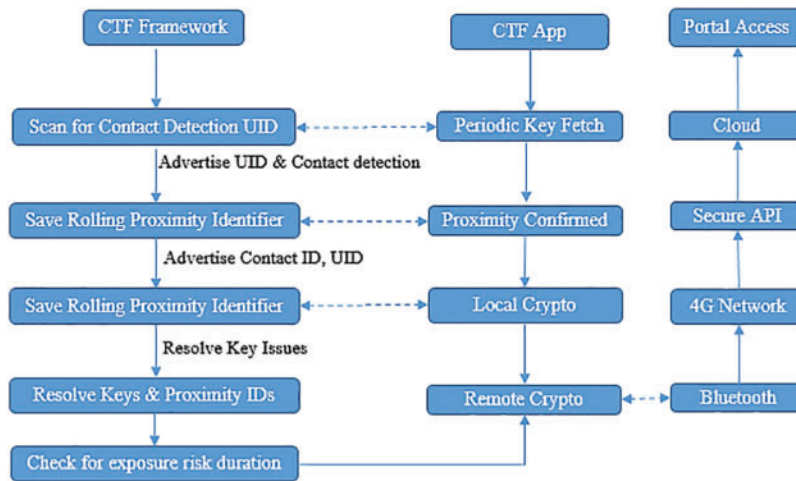 CTF Framework
CTF App
Portal Access
Scan for Contact Detection UID
Periodic Key Fetch
Cloud
Advertise UID & Contact detection
Save Rolling Proximity Identifier
Proximity Confirmed
Secure API
Advertise Contact ID, UID
Save Rolling Proximity Identifier
Local Crypto
4G Network
Resolve Key Issues
Resolve Keys & Proximity IDs
Remote Crypto
Bluetooth
Check for exposure risk duration